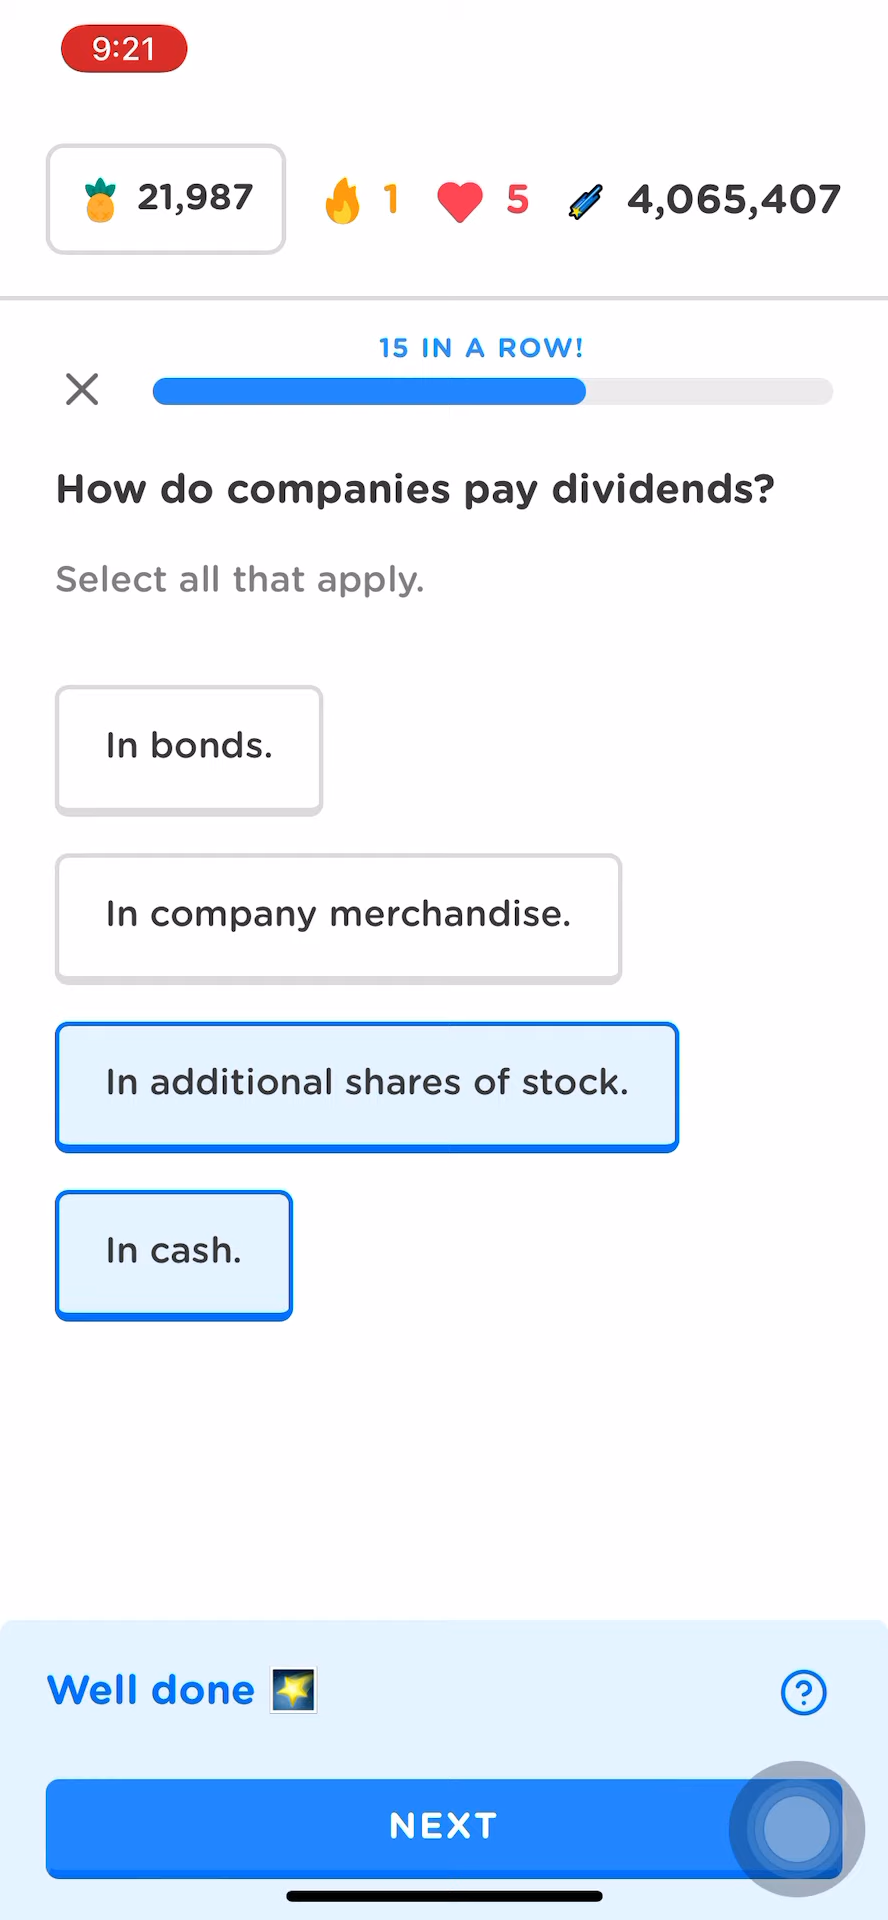 9:21
21,987 1 5 4,065,407
15 IN A ROW!
How do companies pay dividends?
Select all that apply.
In bonds.
In company merchandise.
In additional shares of stock.
In cash.
Well done
?
NEXT